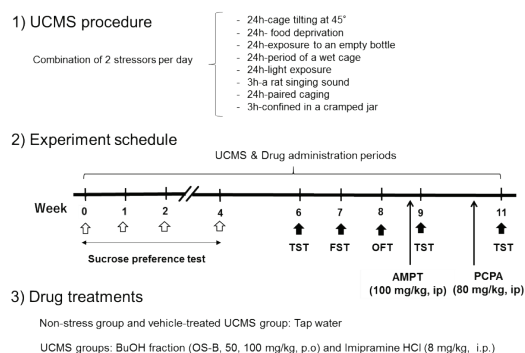 1) UCMS procedure
Combination of 2 stressors per day
- 24h-cage tilting at 45°
- 24h- food deprivation
- 24h-exposure to an empty bottle
- 24h-period of a wet cage
- 24h-light exposure
- 3h-a rat singing sound
- 24h-paired caging
- 3h-confined in a cramped jar
2) Experiment schedule
UCMS & Drug administration periods
Week 0 1 2 4 6 7 8 9 11
Sucrose preference test
TST FST OFT TST TST
AMPT PCPA
(100 mg/kg, ip) (80 mg/kg, ip)
3) Drug treatments
Non-stress group and vehicle-treated UCMS group: Tap water
UCMS groups: BuOH fraction (OS-B, 50, 100 mg/kg, p.o) and Imipramine HCl (8 mg/kg, i.p.)